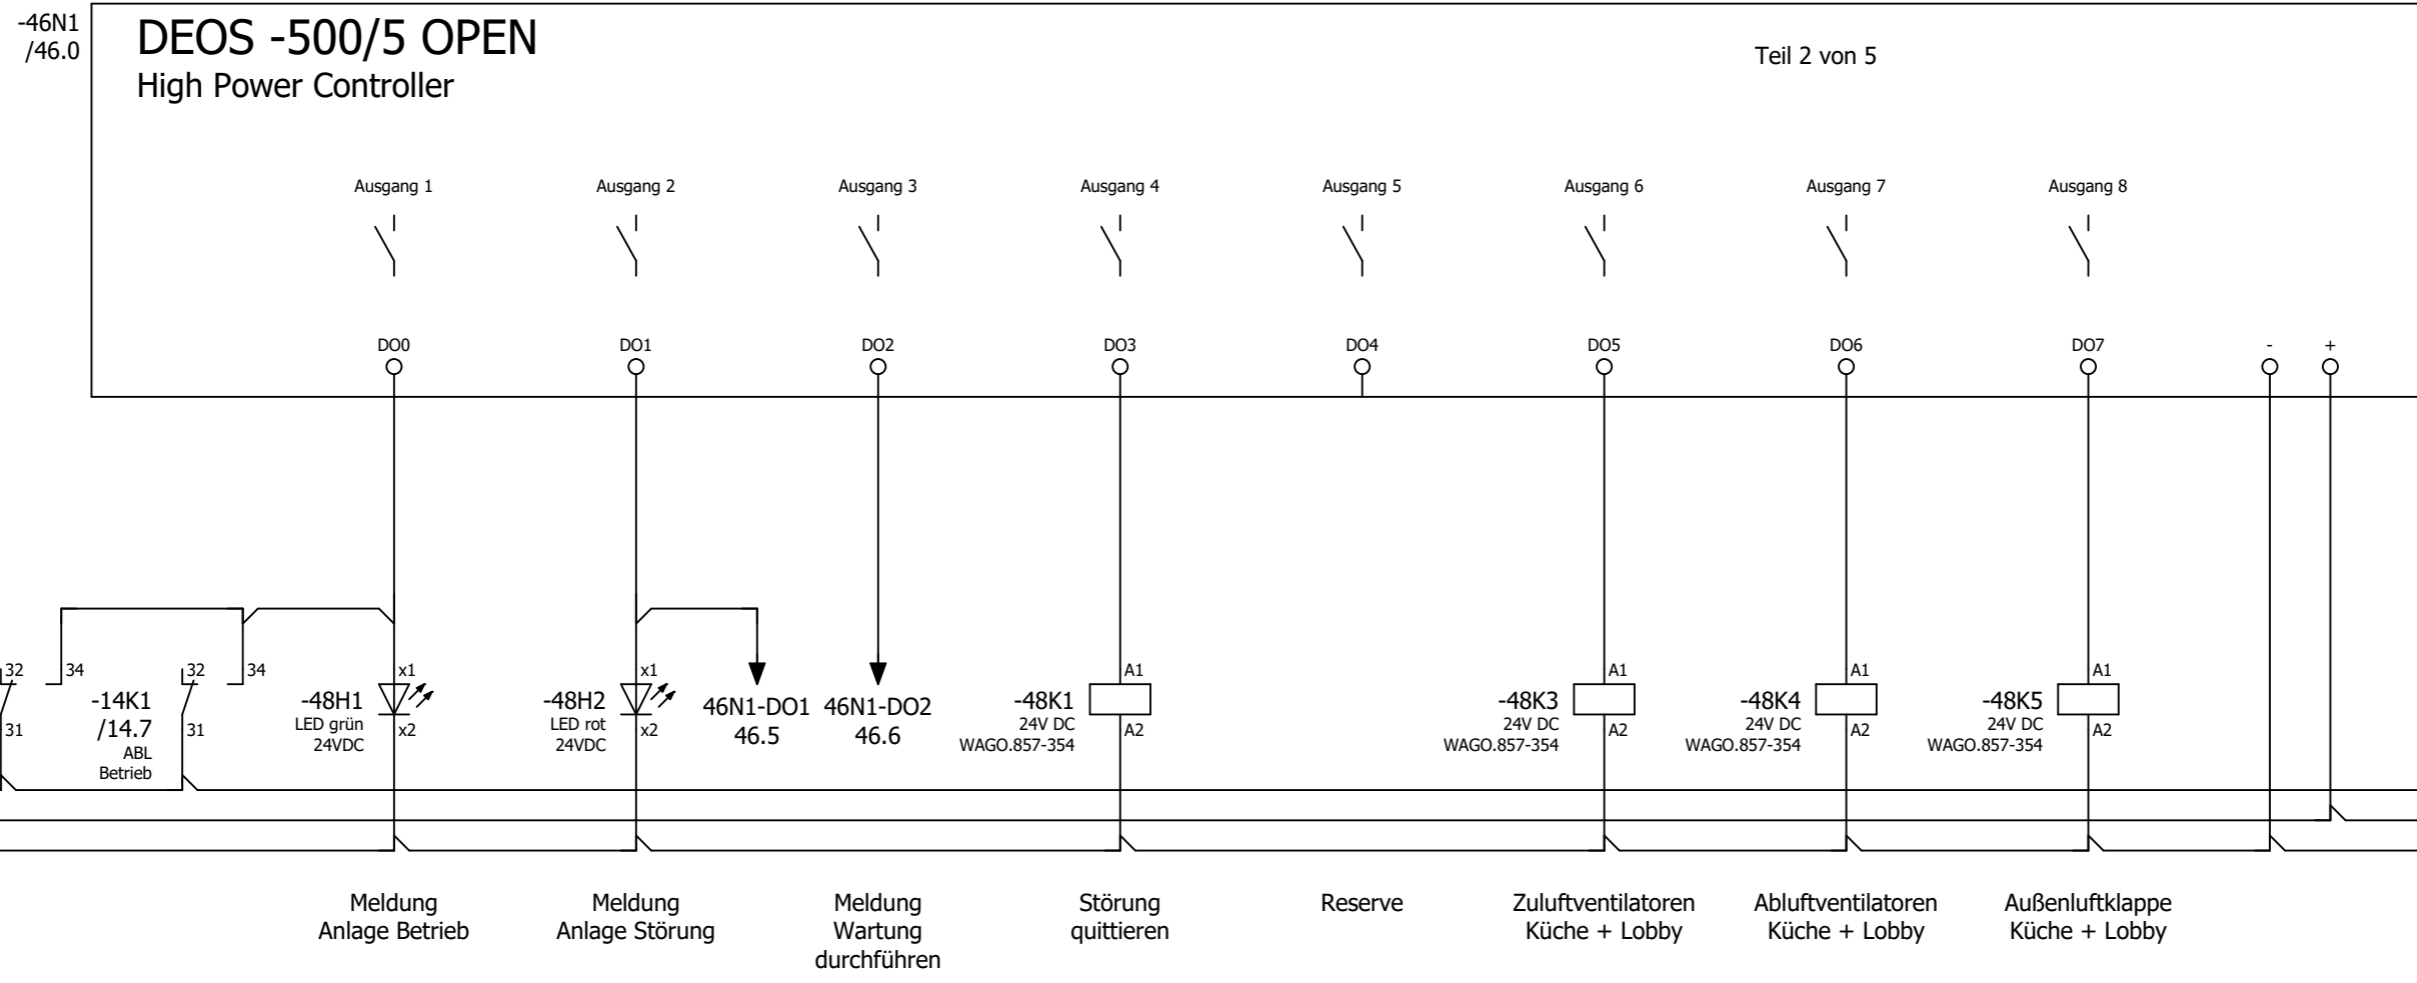 -46N1
/46.0
DEOS -500/5 OPEN
High Power Controller
Teil 2 von 5
Ausgang 1
Ausgang 2
Ausgang 3
Ausgang 4
Ausgang 5
Ausgang 6
Ausgang 7
Ausgang 8
DO0
DO1
DO2
DO3
DO4
DO5
DO6
DO7
-
+
32
31
34
-14K1
/14.7
ABL
Betrieb
32
31
34
-48H1
LED grün
24VDC
x1
x2
-48H2
LED rot
24VDC
x1
x2
46N1-DO1
46.5
46N1-DO2
46.6
-48K1
24V DC
WAGO.857-354
A1
A2
-48K3
24V DC
WAGO.857-354
A1
A2
-48K4
24V DC
WAGO.857-354
A1
A2
-48K5
24V DC
WAGO.857-354
A1
A2
Meldung
Anlage Betrieb
Meldung
Anlage Störung
Meldung
Wartung
durchführen
Störung
quittieren
Reserve
Zuluftventilatoren
Küche + Lobby
Abluftventilatoren
Küche + Lobby
Außenluftklappe
Küche + Lobby